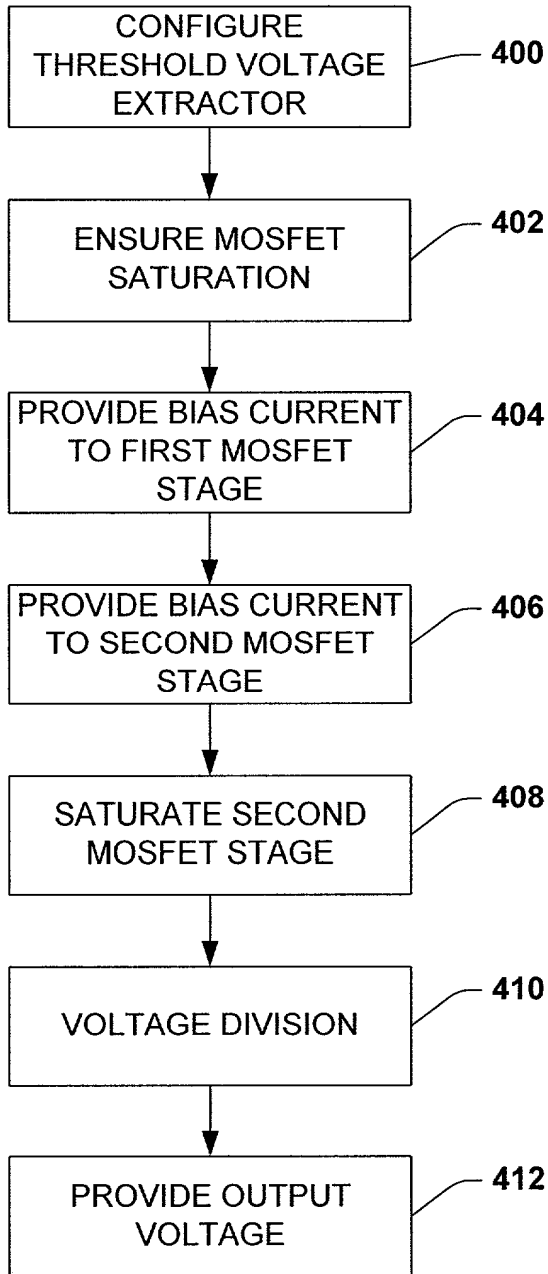 CONFIGURE
THRESHOLD VOLTAGE
EXTRACTOR
400
ENSURE MOSFET
SATURATION
402
PROVIDE BIAS CURRENT
TO FIRST MOSFET
STAGE
404
PROVIDE BIAS CURRENT
TO SECOND MOSFET
STAGE
406
SATURATE SECOND
MOSFET STAGE
408
VOLTAGE DIVISION
410
PROVIDE OUTPUT
VOLTAGE
412